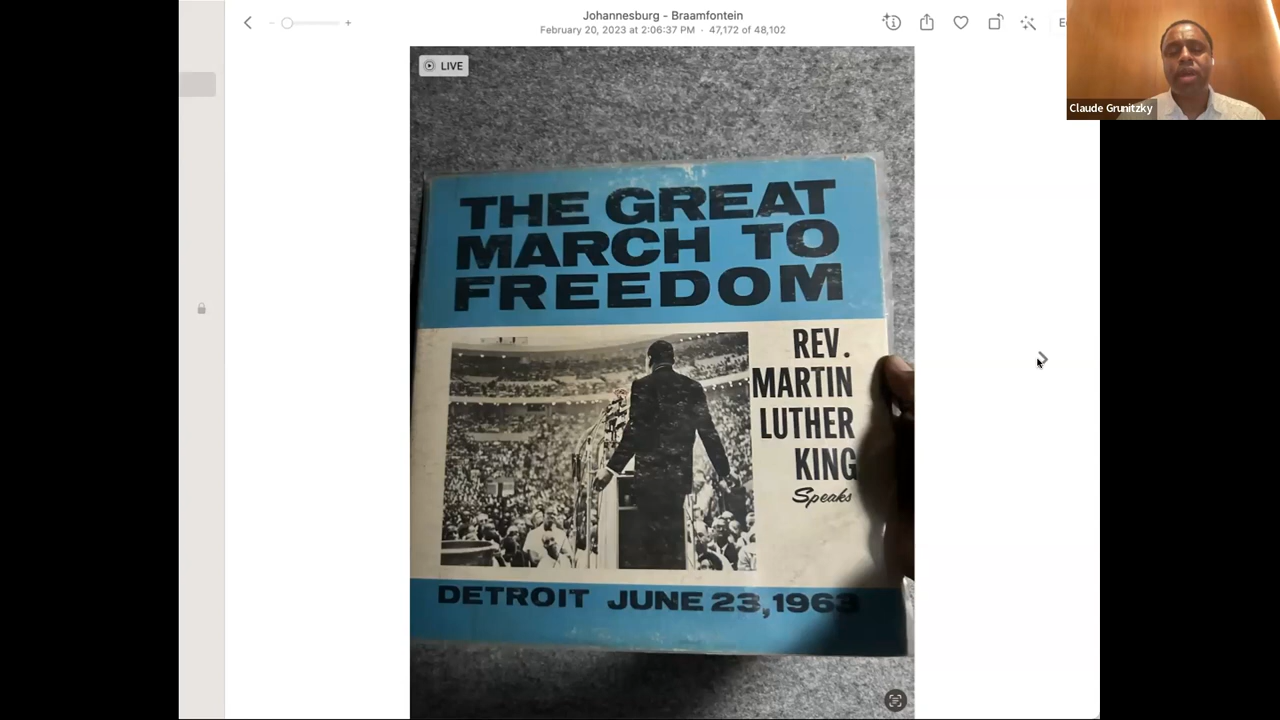 Johannesburg - Braamfontein
February 20, 2023 at 2:06:37 PM · 47,172 of 48,102
LIVE
Claude Grunitzky
THE GREAT
MARCH TO
FREEDOM
REV.
MARTIN
LUTHER
KING
Speaks
DETROIT JUNE 23, 1963